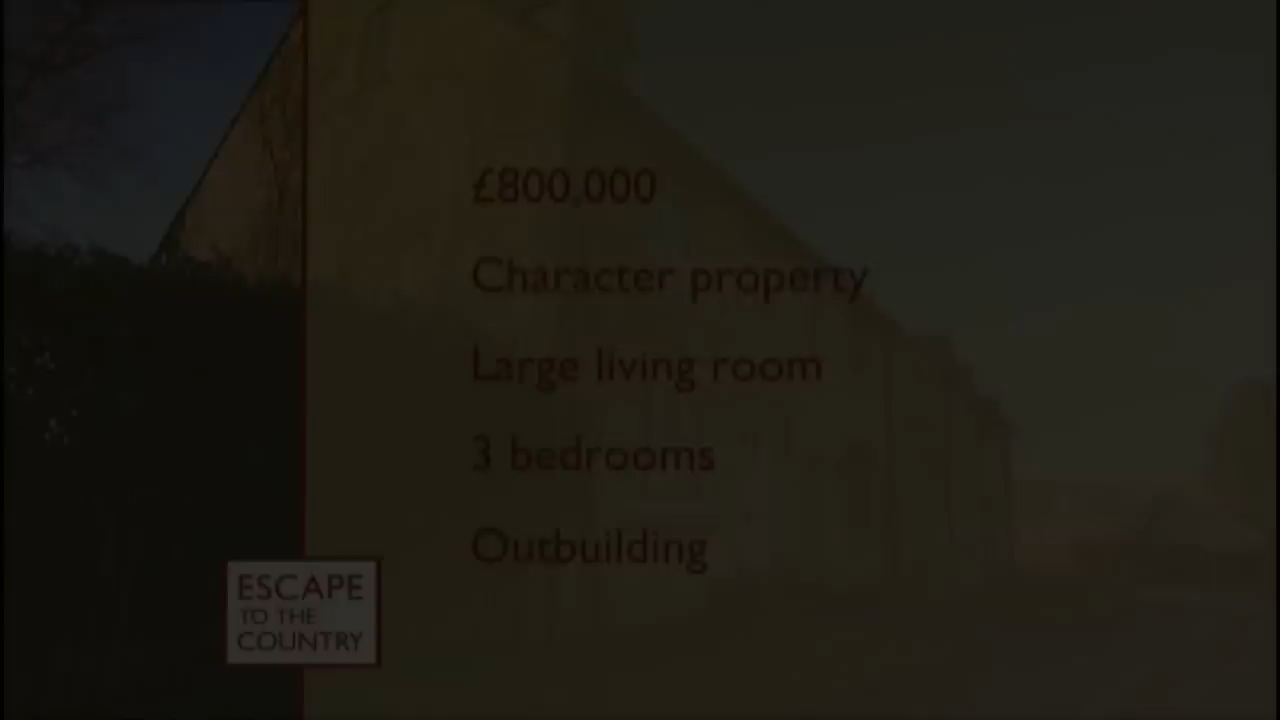 £800,000
Character property
Large living room
3 bedrooms
Outbuilding
ESCAPE
TO THE
COUNTRY